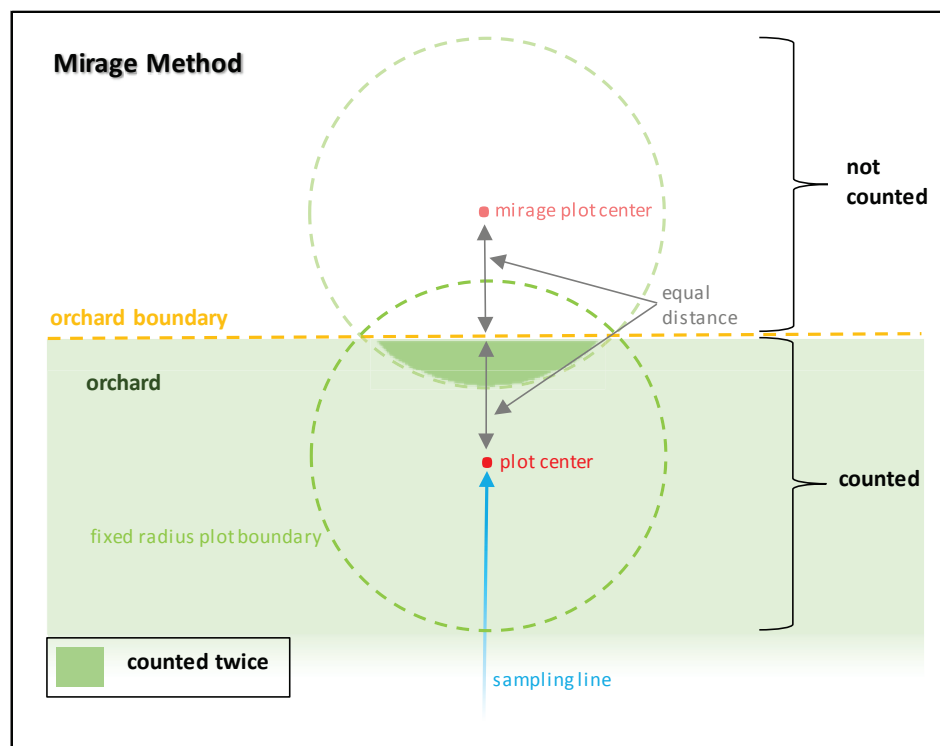 Mirage Method
not
counted
mirage plot center
equal
distance
orchard boundary
orchard
plot center
counted
fixed radius plot boundary
counted twice
sampling line